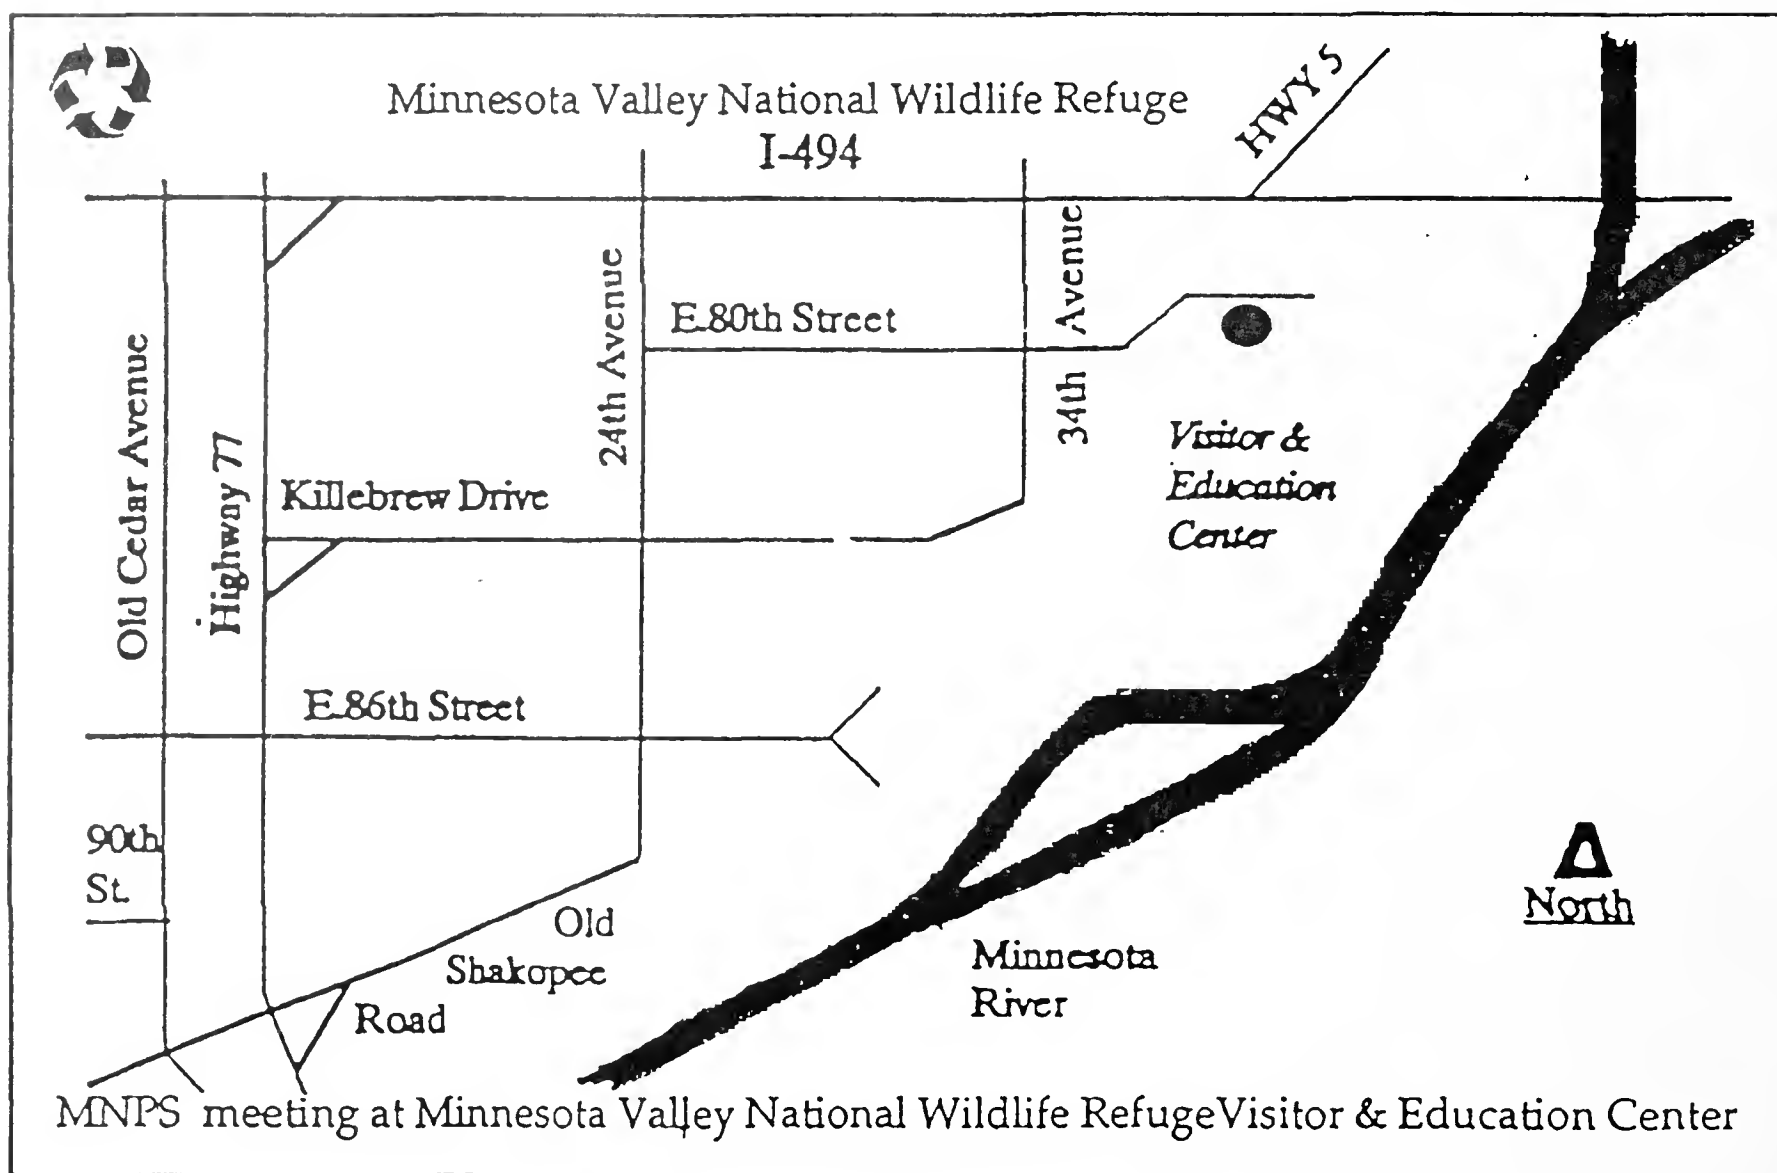 Minnesota Valley National Wildlife Refuge
I-494
HWY 5
Old Cedar Avenue
Highway 77
24th Avenue
34th Avenue
E.80th Street
Killebrew Drive
Visitor &
Education
Center
E.86th Street
90th
St.
Old
Shakopee
Road
Minnesota
River
North
MNPS meeting at Minnesota Valley National Wildlife Refuge Visitor & Education Center